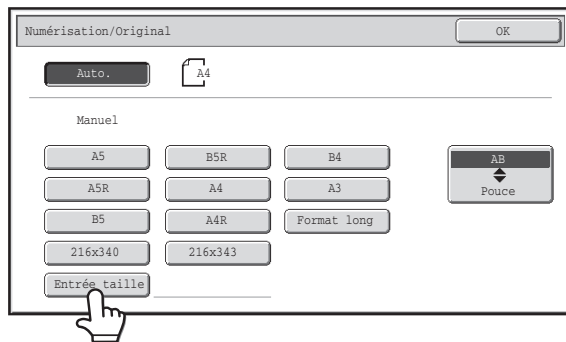 Numérisation/Original OK
Auto. A4
Manuel
A5 B5R B4 AB
A5R A4 A3 Pouce
B5 A4R Format long
216x340 216x343
Entrée taille